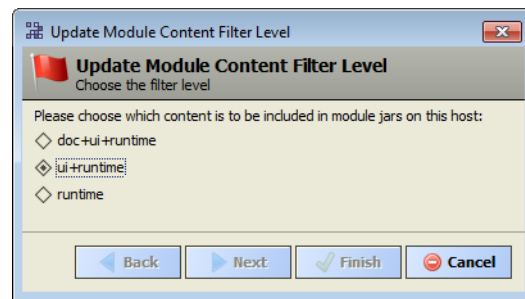 Update Module Content Filter Level
Update Module Content Filter Level
Choose the filter level
Please choose which content is to be included in module jars on this host:
doc+ui+runtime
ui+runtime
runtime
Back Next Finish Cancel